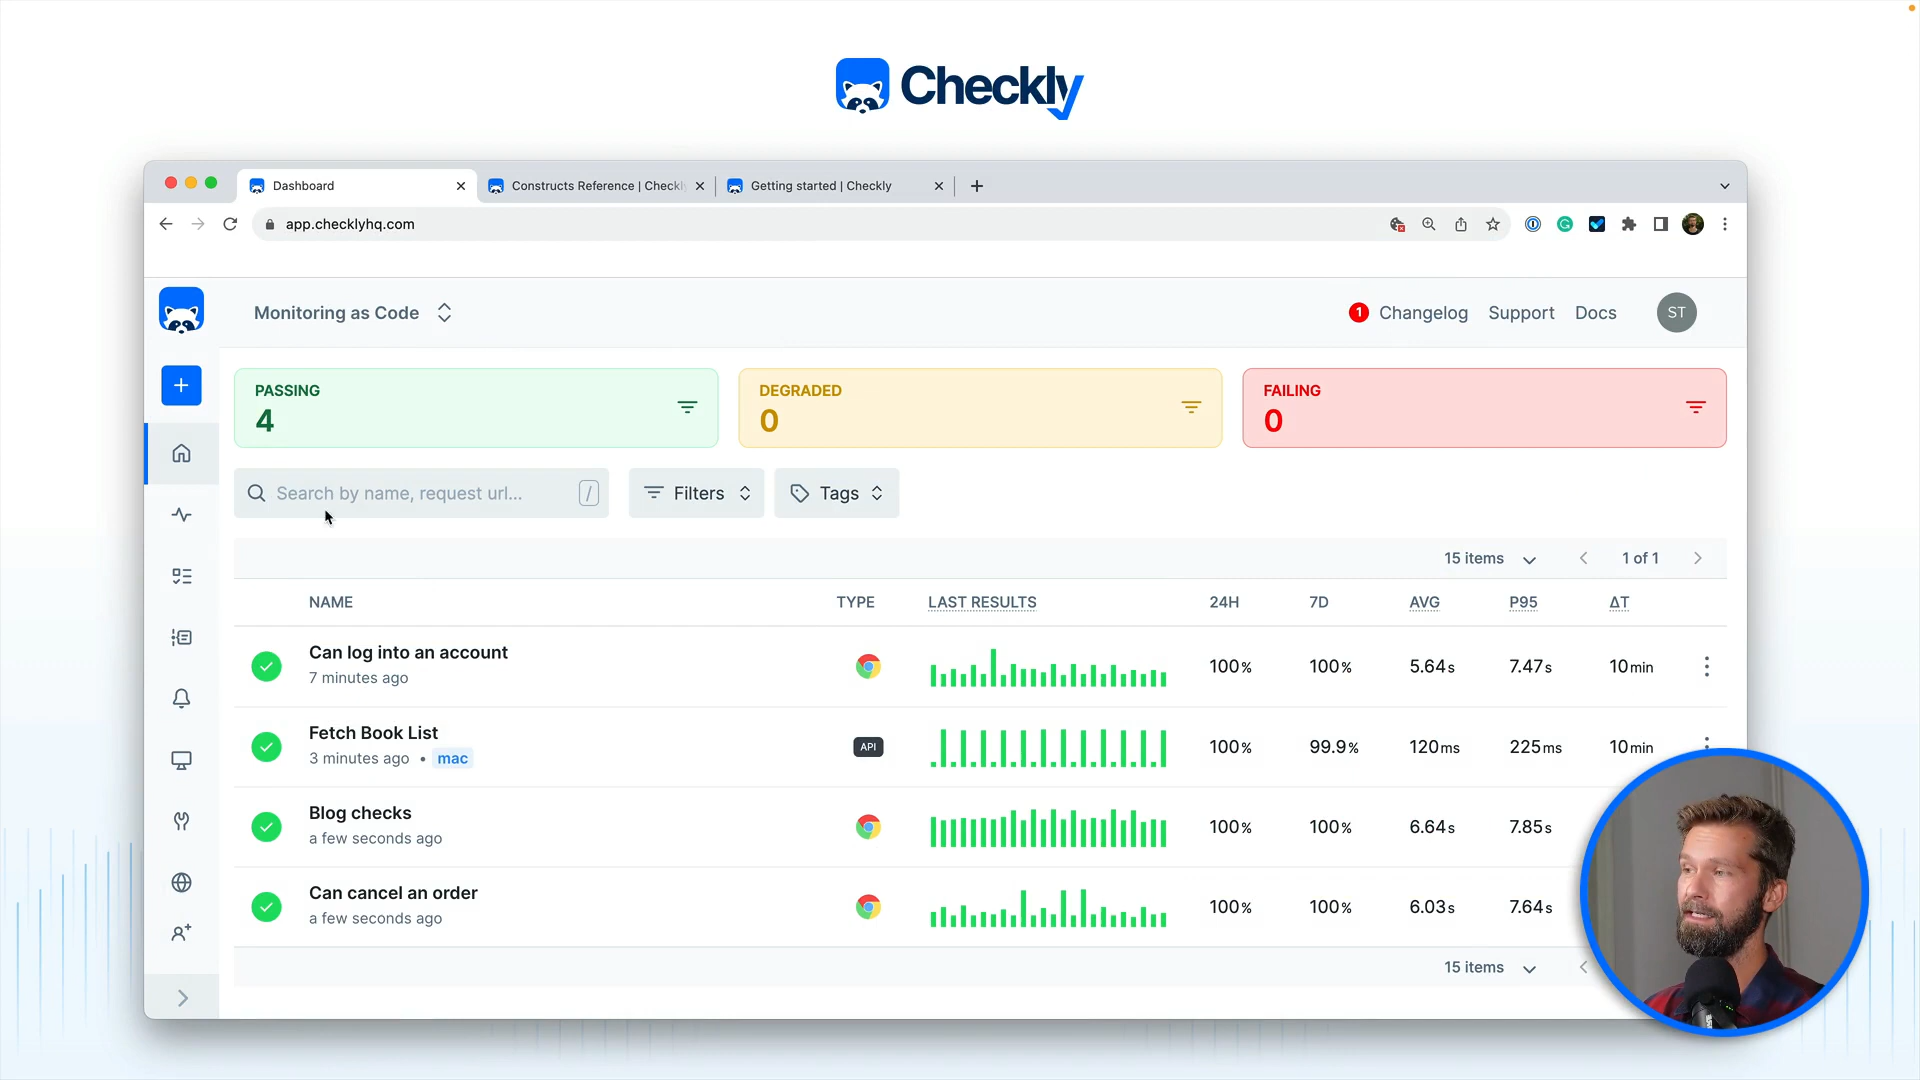 Checkly
Dashboard
Constructs Reference | Checkly
Getting started | Checkly
app.checklyhq.com
Monitoring as Code
1 Changelog Support Docs ST
PASSING
4
DEGRADED
0
FAILING
0
Search by name, request url... /
Filters
Tags
15 items 1 of 1
NAME TYPE LAST RESULTS 24H 7D AVG P95 ΔT
Can log into an account
7 minutes ago
100% 100% 5.64s 7.47s 10min
Fetch Book List
3 minutes ago • mac
API 100% 99.9% 120ms 225ms 10min
Blog checks
a few seconds ago
100% 100% 6.64s 7.85s
Can cancel an order
a few seconds ago
100% 100% 6.03s 7.64s
15 items